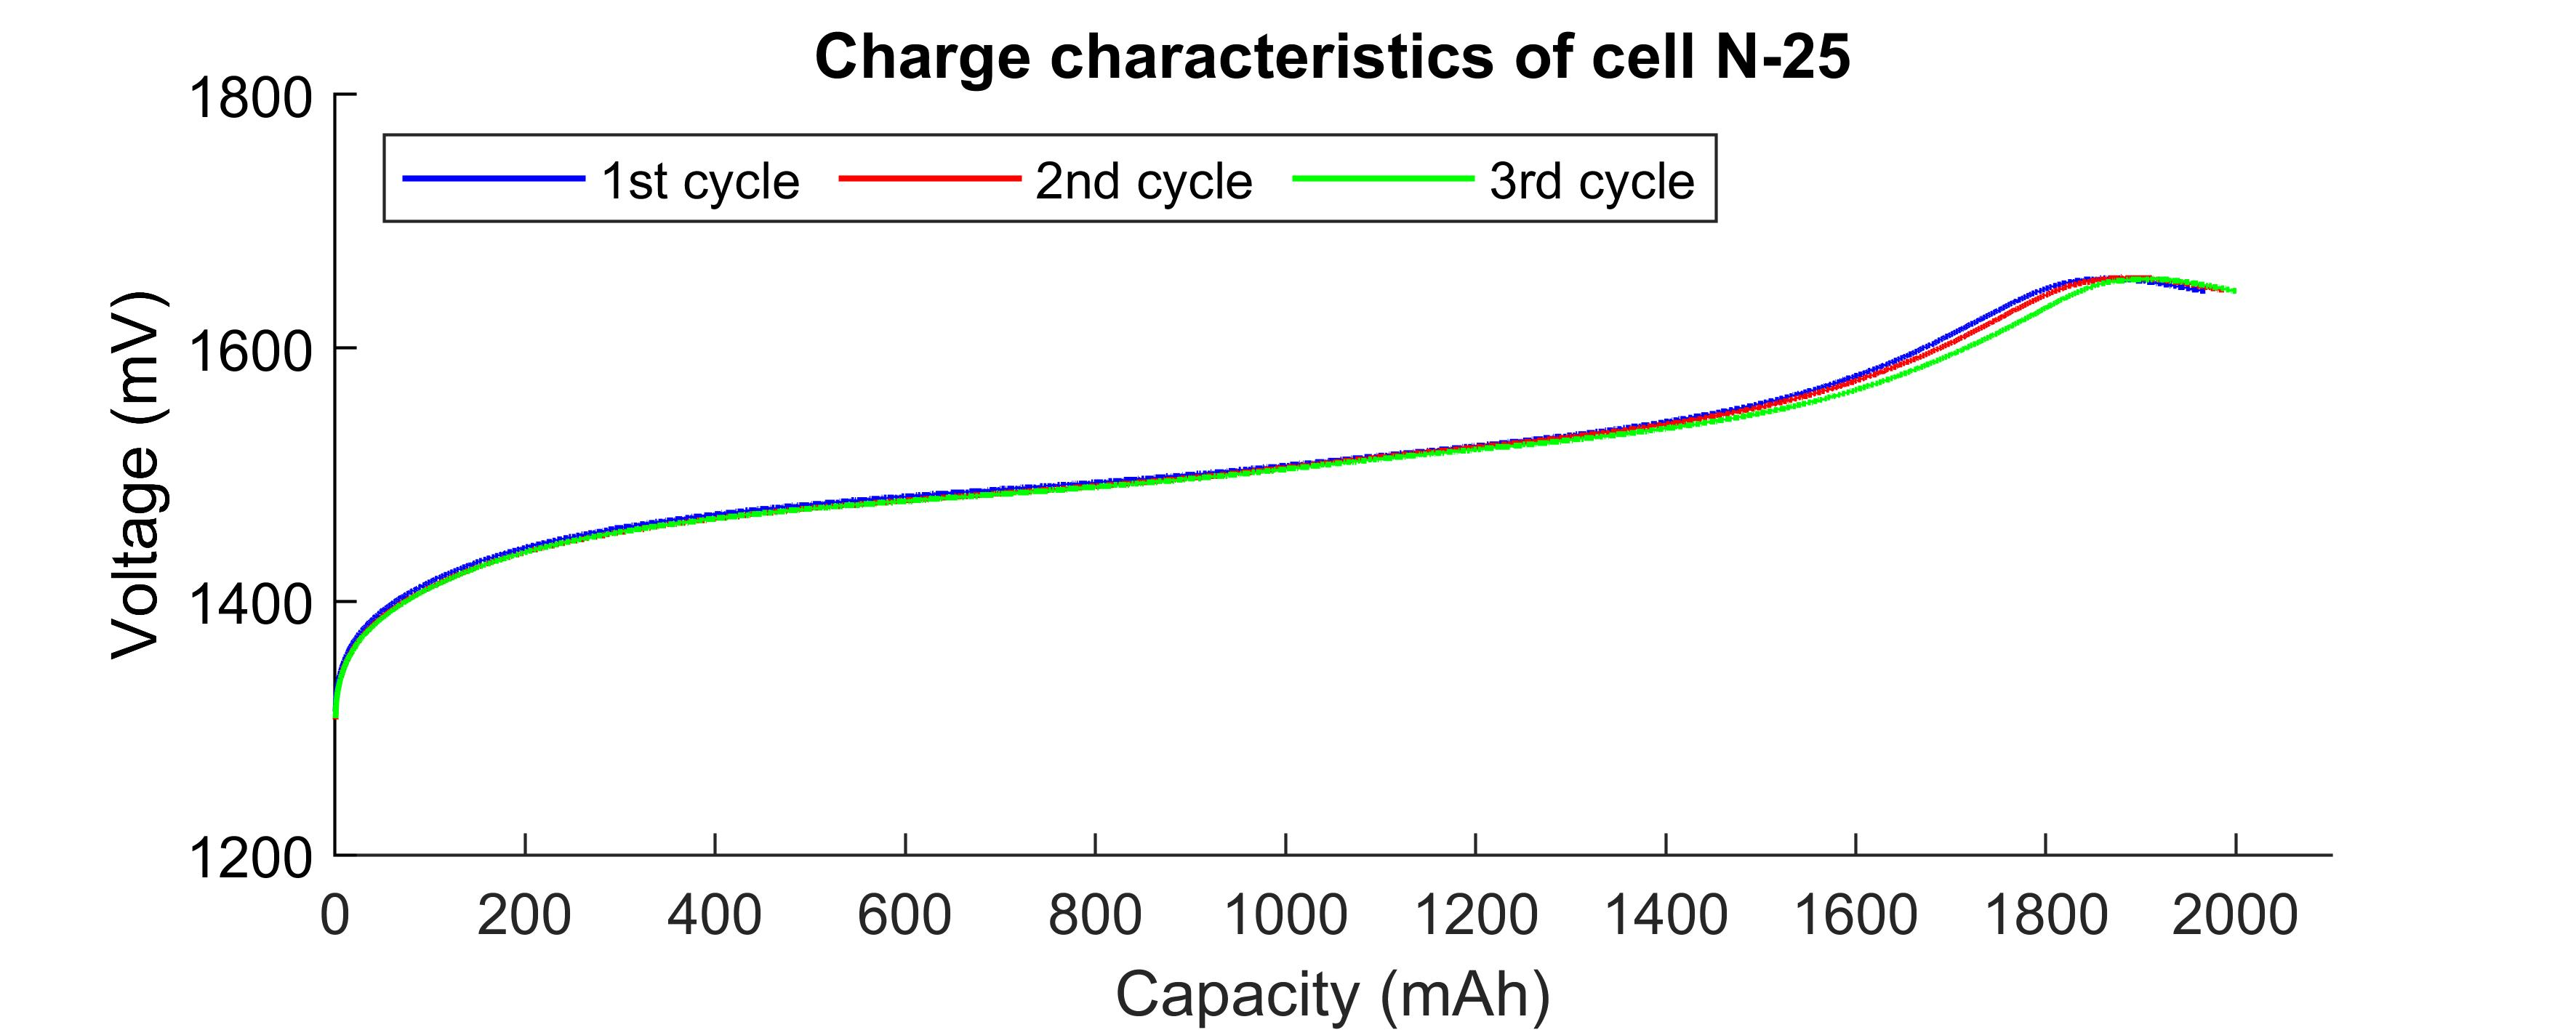 Charge characteristics of cell N-25
1800
1st cycle 2nd cycle 3rd cycle
1600
1400
1200
Voltage (mV)
0 200 400 600 800 1000 1200 1400 1600 1800 2000
Capacity (mAh)